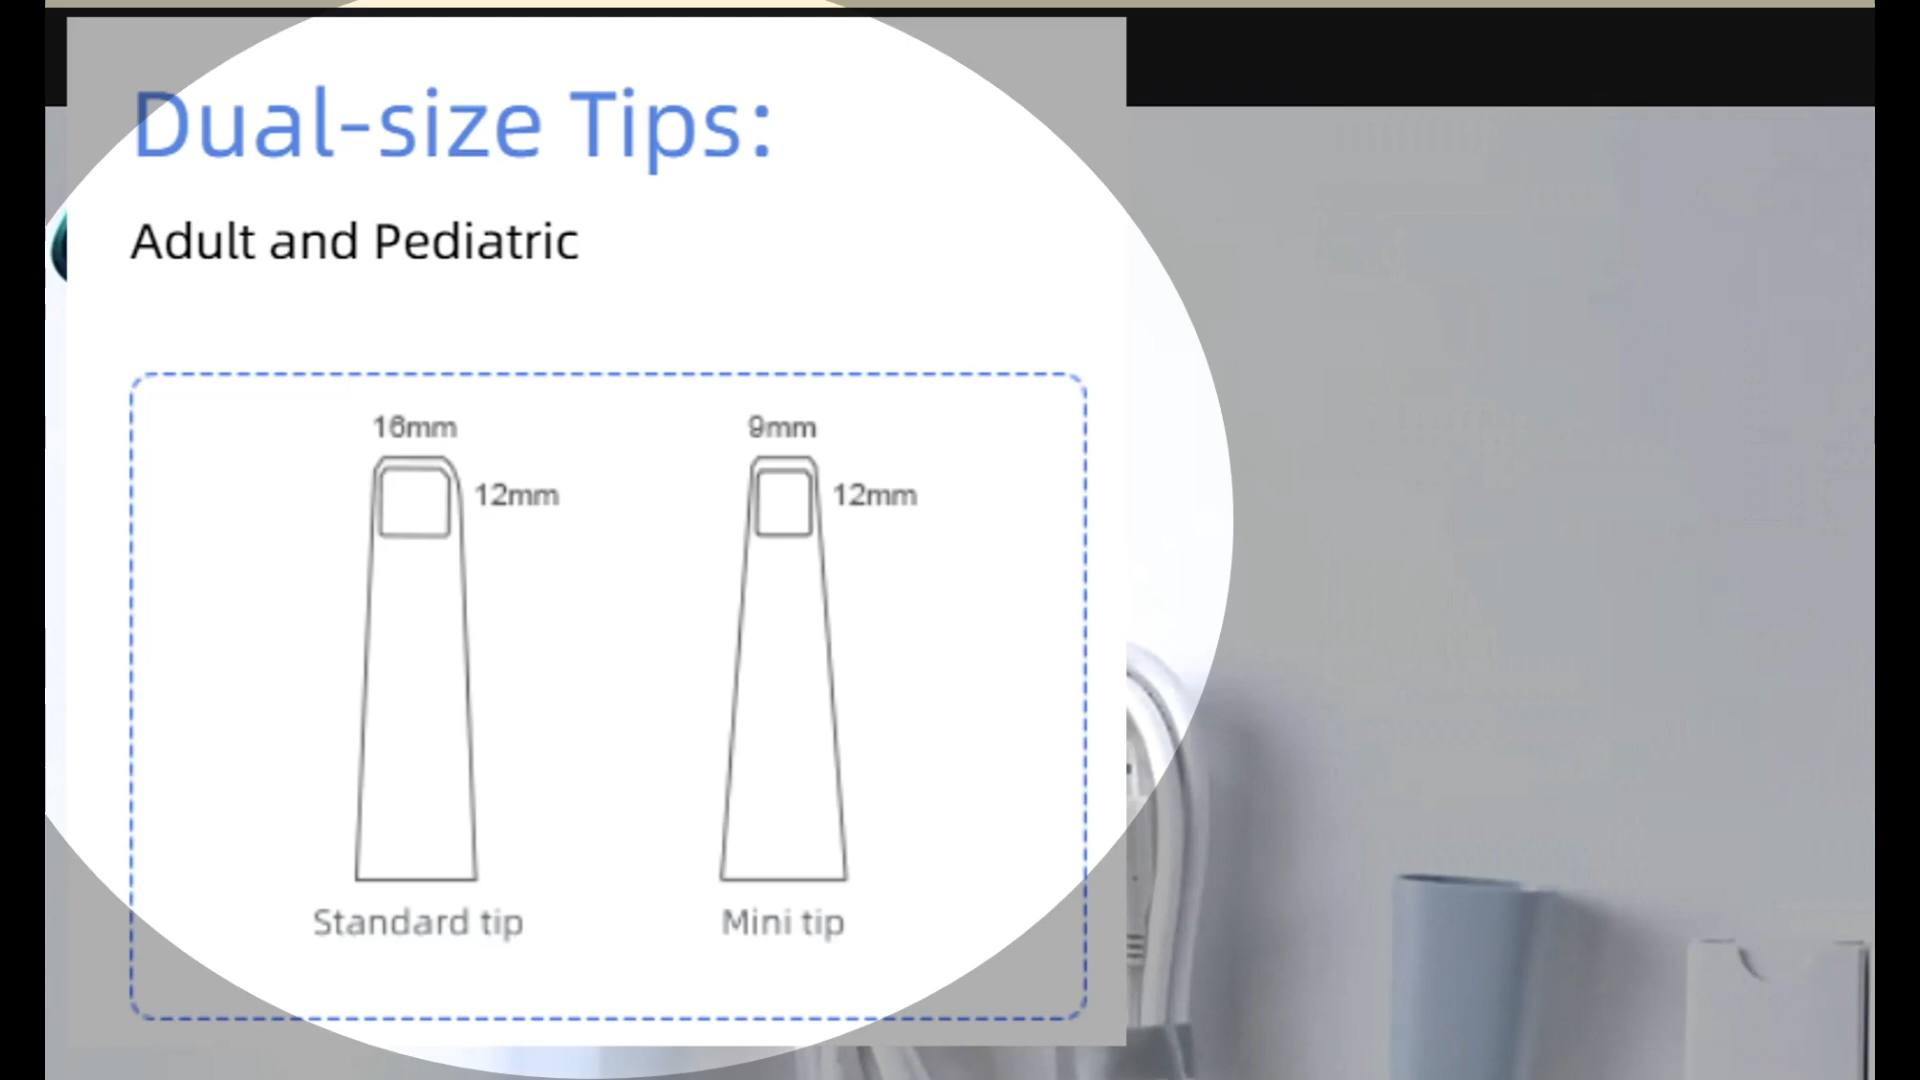 Dual-size Tips:
Adult and Pediatric
16mm 9mm
12mm 12mm
Standard tip Mini tip